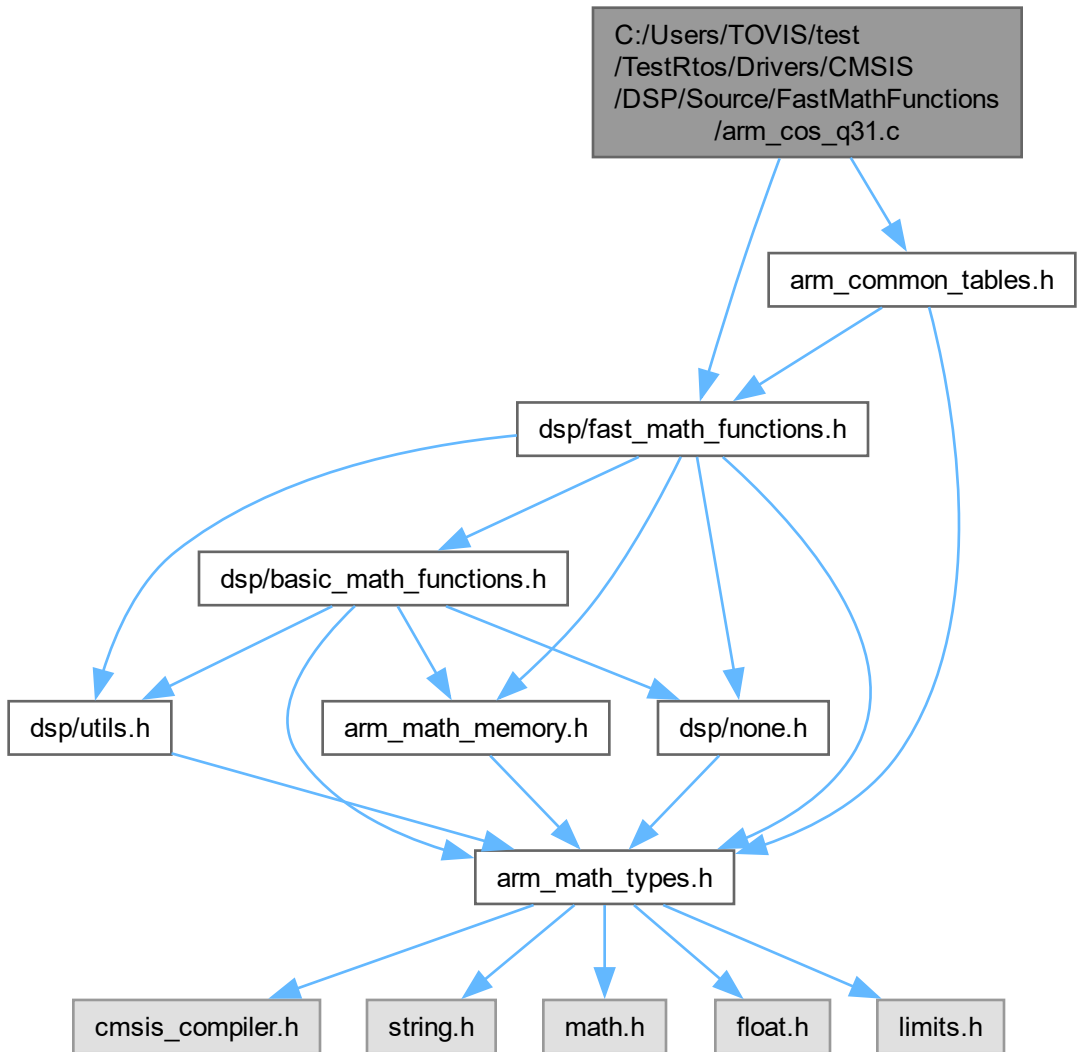 C:/Users/TOVIS/test
/TestRtos/Drivers/CMSIS
/DSP/Source/FastMathFunctions
/arm_cos_q31.c
arm_common_tables.h
dsp/fast_math_functions.h
dsp/basic_math_functions.h
dsp/utils.h
arm_math_memory.h
dsp/none.h
arm_math_types.h
cmsis_compiler.h
string.h
math.h
float.h
limits.h